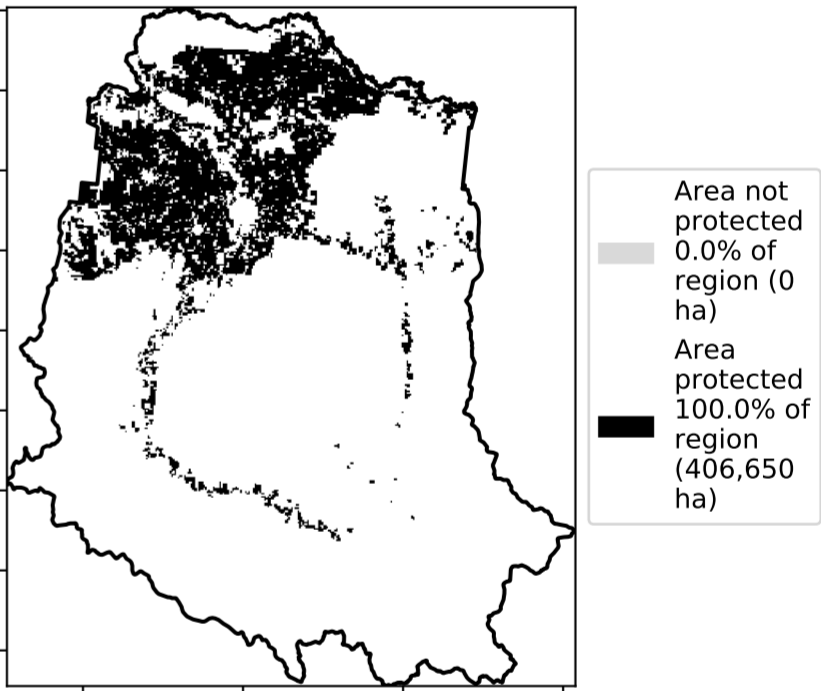 Area not
protected
0.0% of
region (0
ha)
Area
protected
100.0% of
region
(406,650
ha)